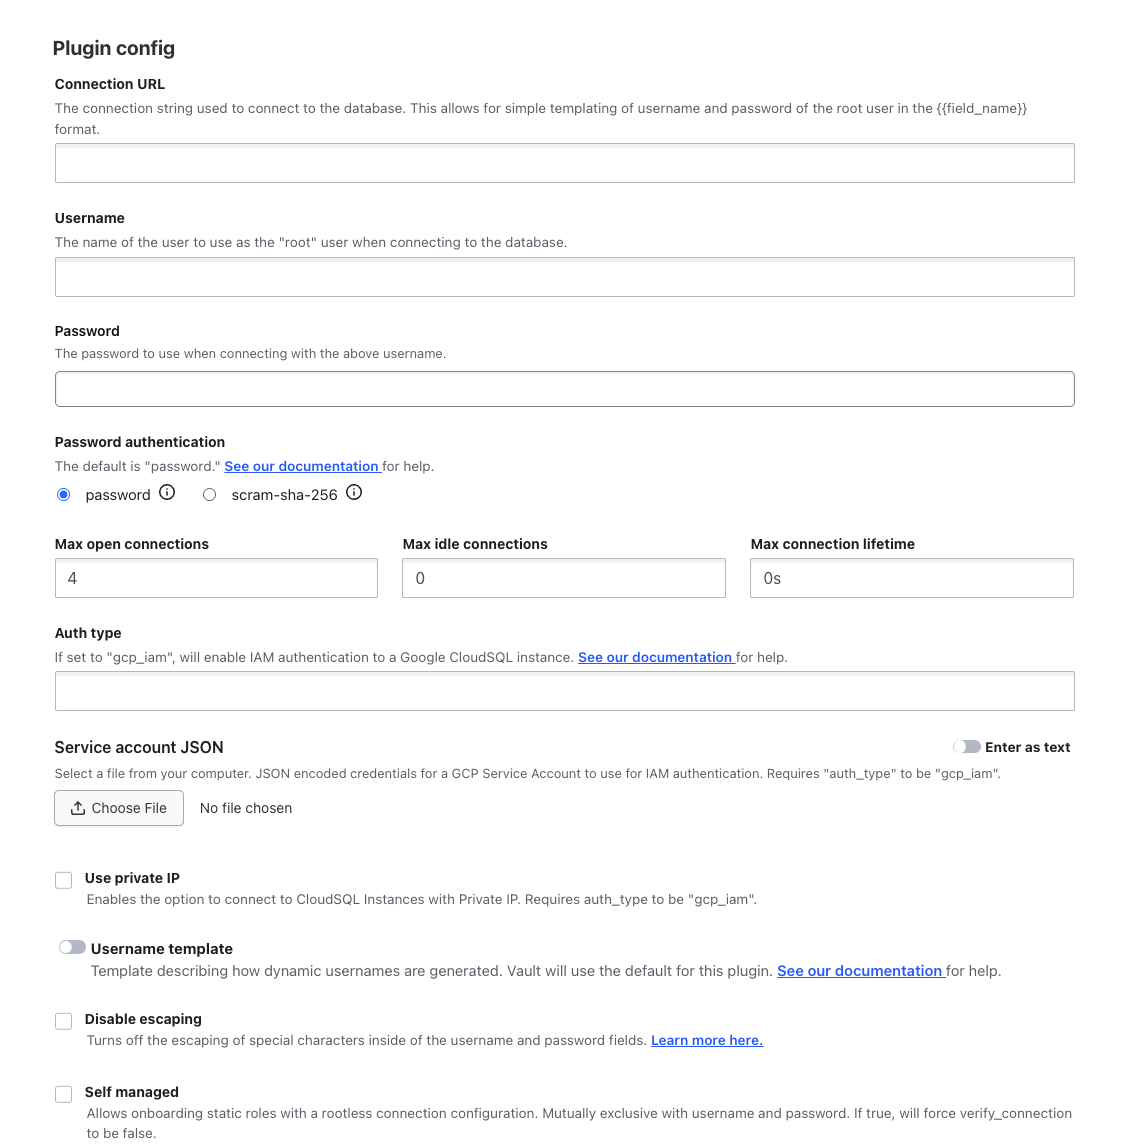 Plugin config
Connection URL
The connection string used to connect to the database. This allows for simple templating of username and password of the root user in the {{field_name}}
format.
Username
The name of the user to use as the "root" user when connecting to the database.
Password
The password to use when connecting with the above username.
Password authentication
The default is "password." See our documentation for help.
password scram-sha-256
Max open connections Max idle connections Max connection lifetime
4 0 0s
Auth type
If set to "gcp_iam", will enable IAM authentication to a Google CloudSQL instance. See our documentation for help.
Service account JSON Enter as text
Select a file from your computer. JSON encoded credentials for a GCP Service Account to use for IAM authentication. Requires "auth_type" to be "gcp_iam".
Choose File No file chosen
Use private IP
Enables the option to connect to CloudSQL Instances with Private IP. Requires auth_type to be "gcp_iam".
Username template
Template describing how dynamic usernames are generated. Vault will use the default for this plugin. See our documentation for help.
Disable escaping
Turns off the escaping of special characters inside of the username and password fields. Learn more here.
Self managed
Allows onboarding static roles with a rootless connection configuration. Mutually exclusive with username and password. If true, will force verify_connection
to be false.